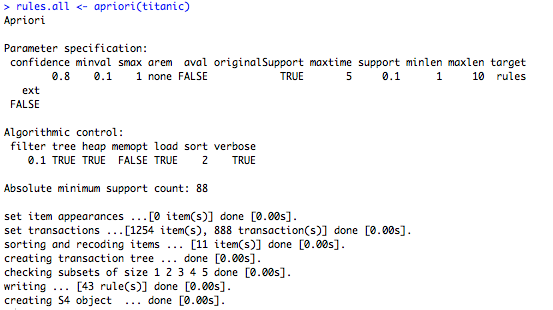 > rules.all <- apriori(titanic)
Apriori
Parameter specification:
confidence minval smax arem aval originalSupport maxtime support minlen maxlen target
0.8 0.1 1 none FALSE TRUE 5 0.1 1 10 rules
ext
FALSE
Algorithmic control:
filter tree heap memopt load sort verbose
0.1 TRUE TRUE FALSE TRUE 2 TRUE
Absolute minimum support count: 88
set item appearances ...[0 item(s)] done [0.00s].
set transactions ...[1254 item(s), 888 transaction(s)] done [0.00s].
sorting and recoding items ... [11 item(s)] done [0.00s].
creating transaction tree ... done [0.00s].
checking subsets of size 1 2 3 4 5 done [0.00s].
writing ... [43 rule(s)] done [0.00s].
creating S4 object ... done [0.00s].